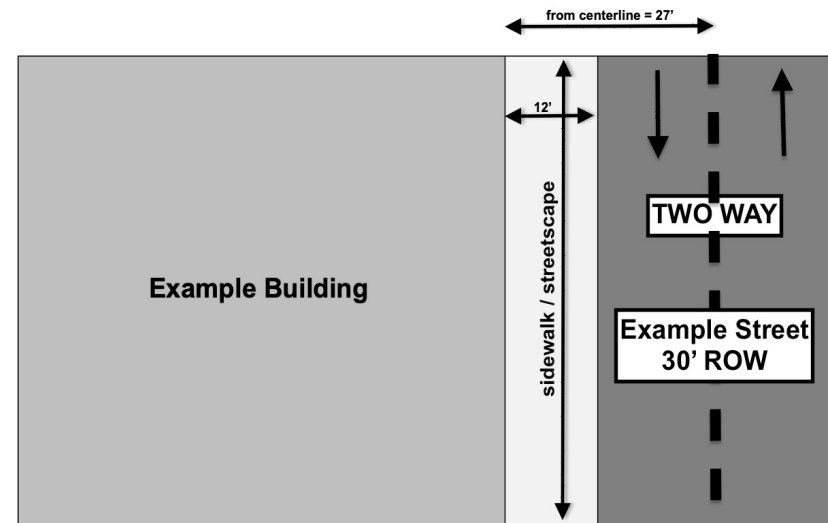 from centerline = 27’
12’
TWO WAY
sidewalk / streetscape
Example Building
Example Street
30’ ROW